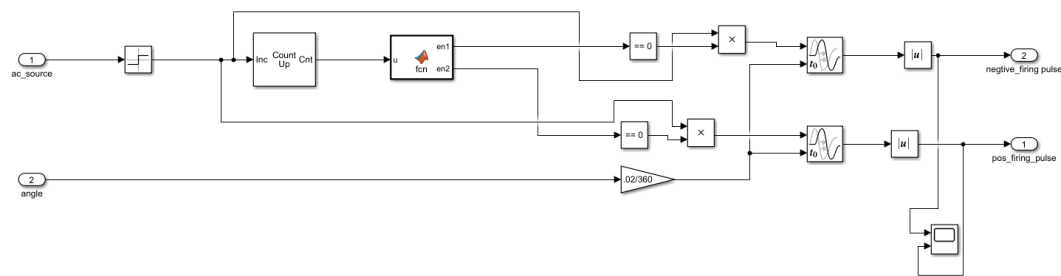 1
ac_source
Inc
Count
Up
Cnt
u
fcn
en1
en2
== 0
×
t0
|u|
2
negtive_firing pulse
== 0
×
t0
|u|
1
pos_firing_pulse
2
angle
.02/360